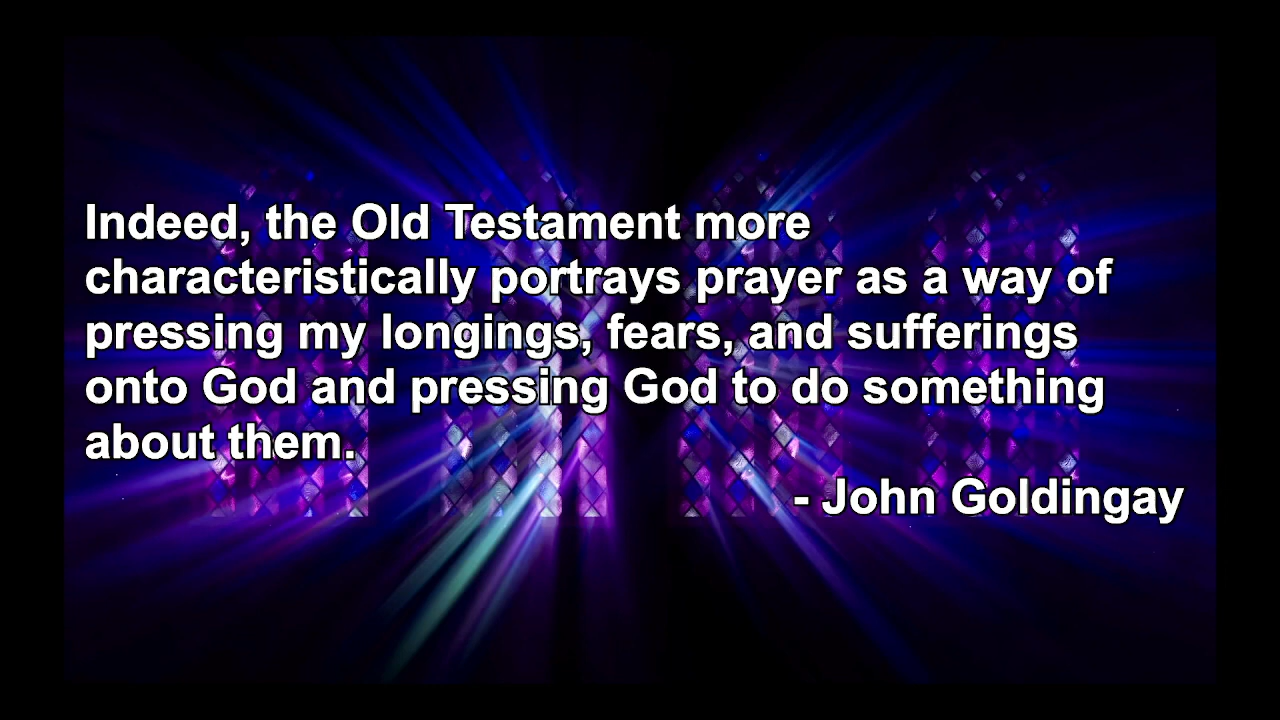 Indeed, the Old Testament more
characteristically portrays prayer as a way of
pressing my longings, fears, and sufferings
onto God and pressing God to do something
about them.
- John Goldingay